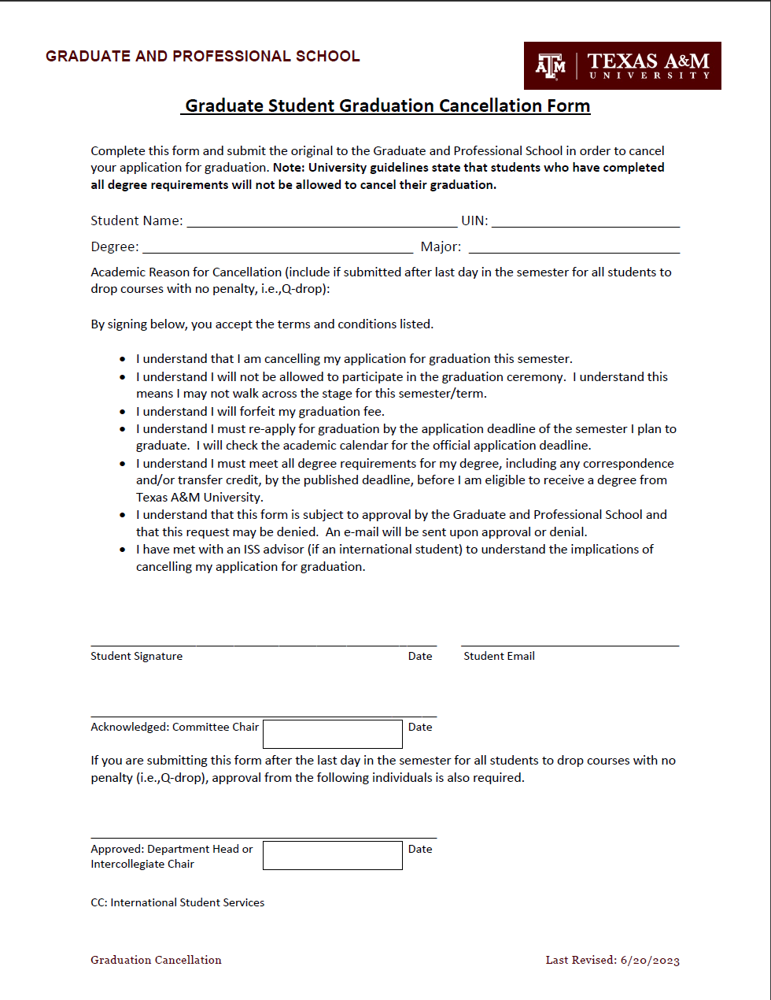 GRADUATE AND PROFESSIONAL SCHOOL
ATM
TEXAS A&M
UNIVERSITY
Graduate Student Graduation Cancellation Form
Complete this form and submit the original to the Graduate and Professional School in order to cancel
your application for graduation. Note: University guidelines state that students who have completed
all degree requirements will not be allowed to cancel their graduation.
Student Name: ________________ UIN: ________________
Degree: ________________ Major: ________________
Academic Reason for Cancellation (include if submitted after last day in the semester for all students to
drop courses with no penalty, i.e.,Q-drop):
By signing below, you accept the terms and conditions listed.
• I understand that I am cancelling my application for graduation this semester.
• I understand I will not be allowed to participate in the graduation ceremony. I understand this
means I may not walk across the stage for this semester/term.
• I understand I will forfeit my graduation fee.
• I understand I must re-apply for graduation by the application deadline of the semester I plan to
graduate. I will check the academic calendar for the official application deadline.
• I understand I must meet all degree requirements for my degree, including any correspondence
and/or transfer credit, by the published deadline, before I am eligible to receive a degree from
Texas A&M University.
• I understand that this form is subject to approval by the Graduate and Professional School and
that this request may be denied. An e-mail will be sent upon approval or denial.
• I have met with an ISS advisor (if an international student) to understand the implications of
cancelling my application for graduation.
Student Signature Date Student Email
Acknowledged: Committee Chair Date
If you are submitting this form after the last day in the semester for all students to drop courses with no
penalty (i.e.,Q-drop), approval from the following individuals is also required.
Approved: Department Head or Date
Intercollegiate Chair
CC: International Student Services
Graduation Cancellation Last Revised: 6/20/2023